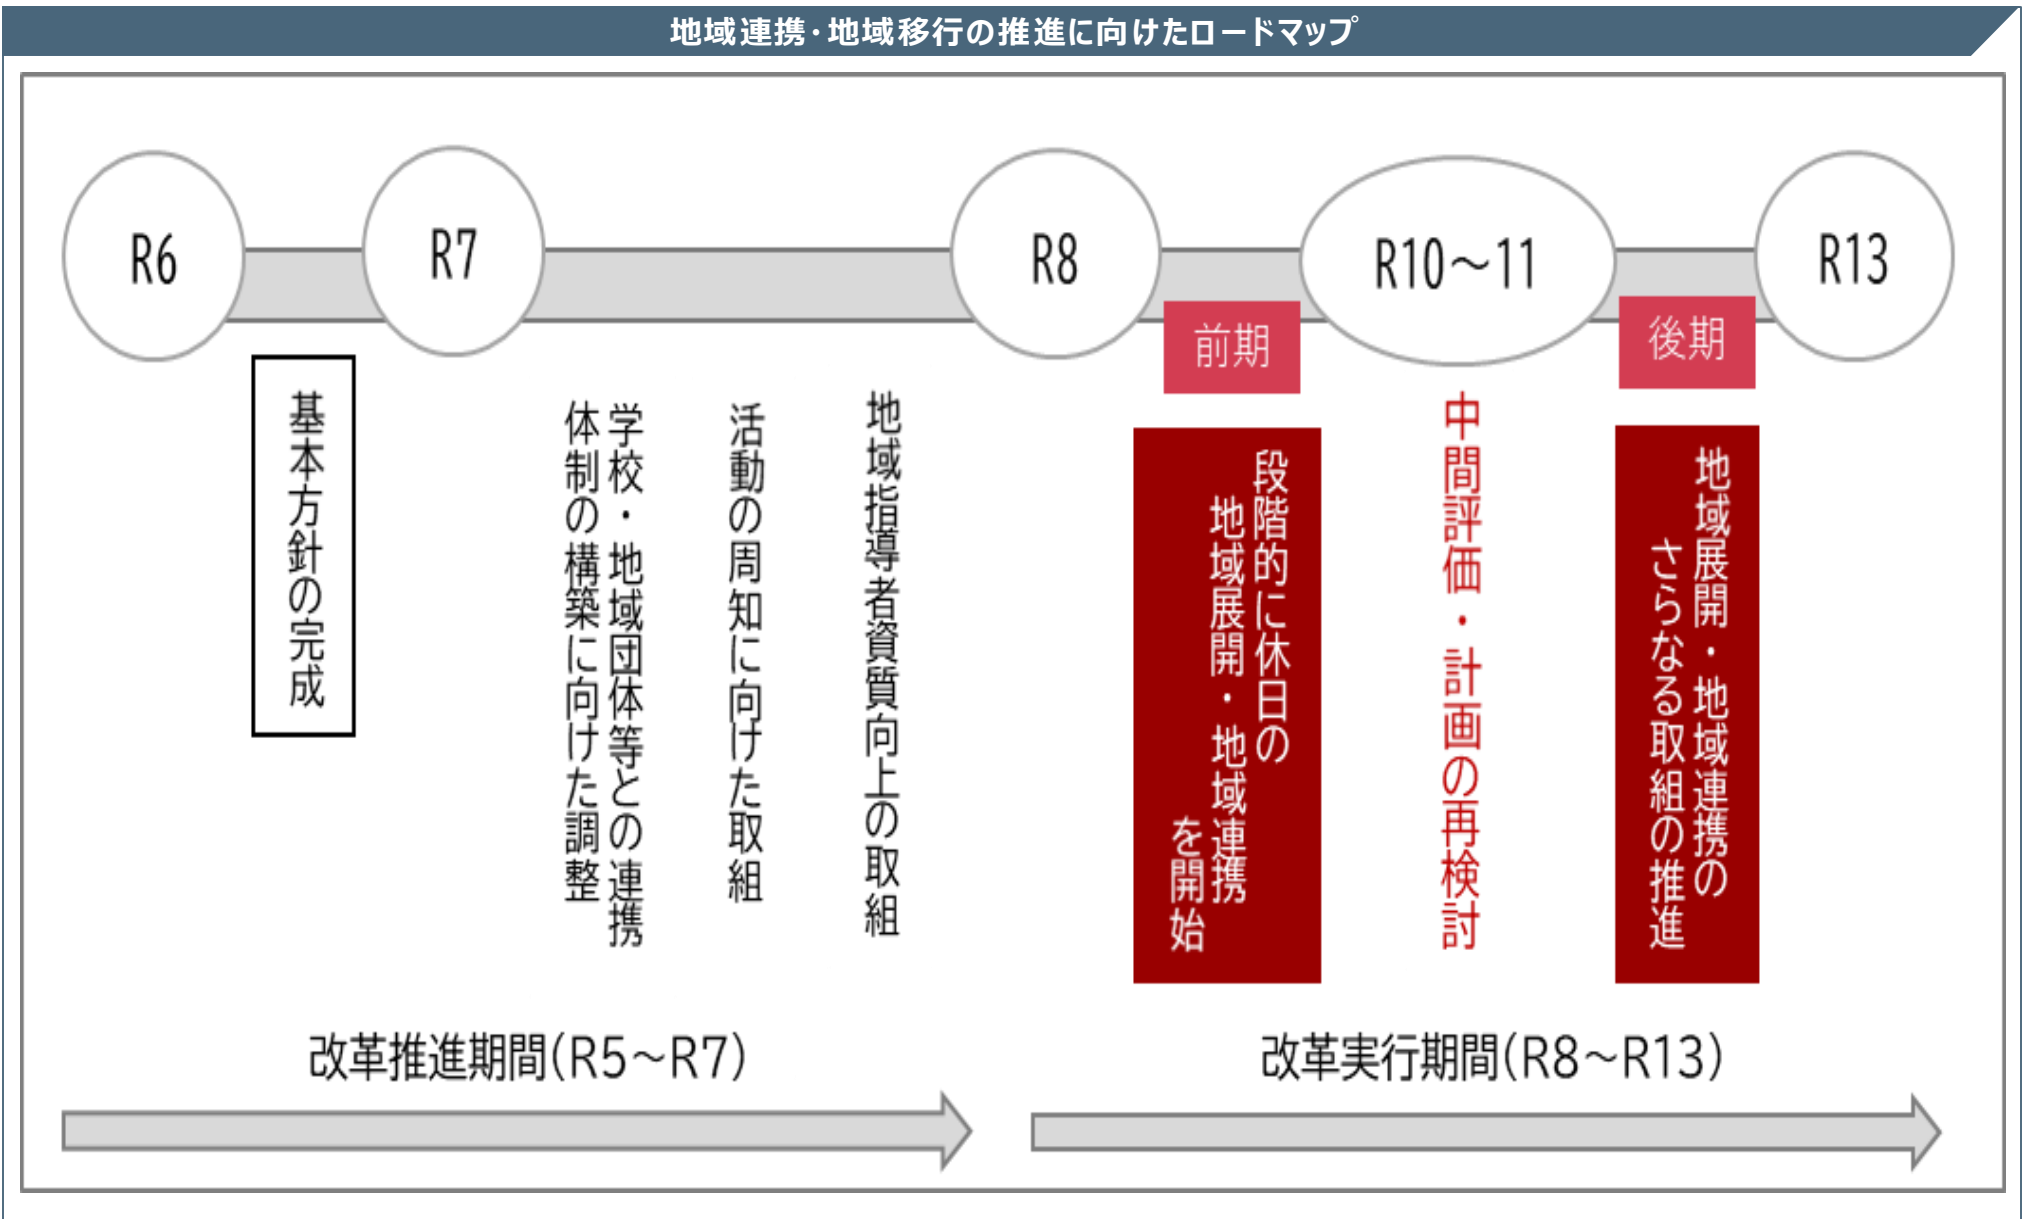 地域連携・地域移行の推進に向けたロードマップ
R6
R7
R8
R10～11
R13
前期
後期
基本方針の完成
学校・地域団体等との連携
体制の構築に向けた調整
活動の周知に向けた取組
地域指導者資質向上の取組
段階的に休日の
地域展開・地域連携
を開始
中間評価・計画の再検討
地域展開・地域連携の
さらなる取組の推進
改革推進期間(R5～R7)
改革実行期間(R8～R13)